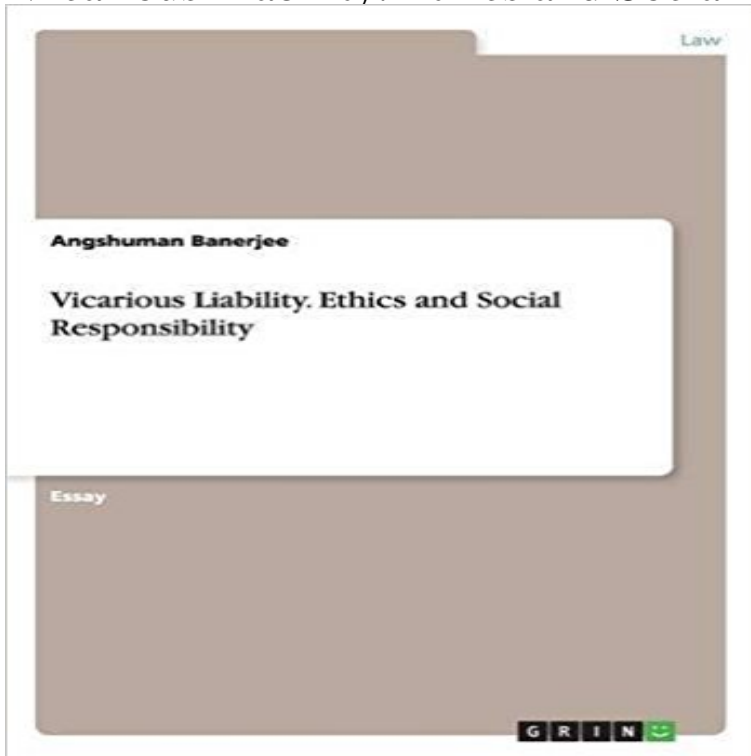 Law
Angshuman Banerjee
Vicarious Liability. Ethics and Social
Responsibility
Essay
GRIN